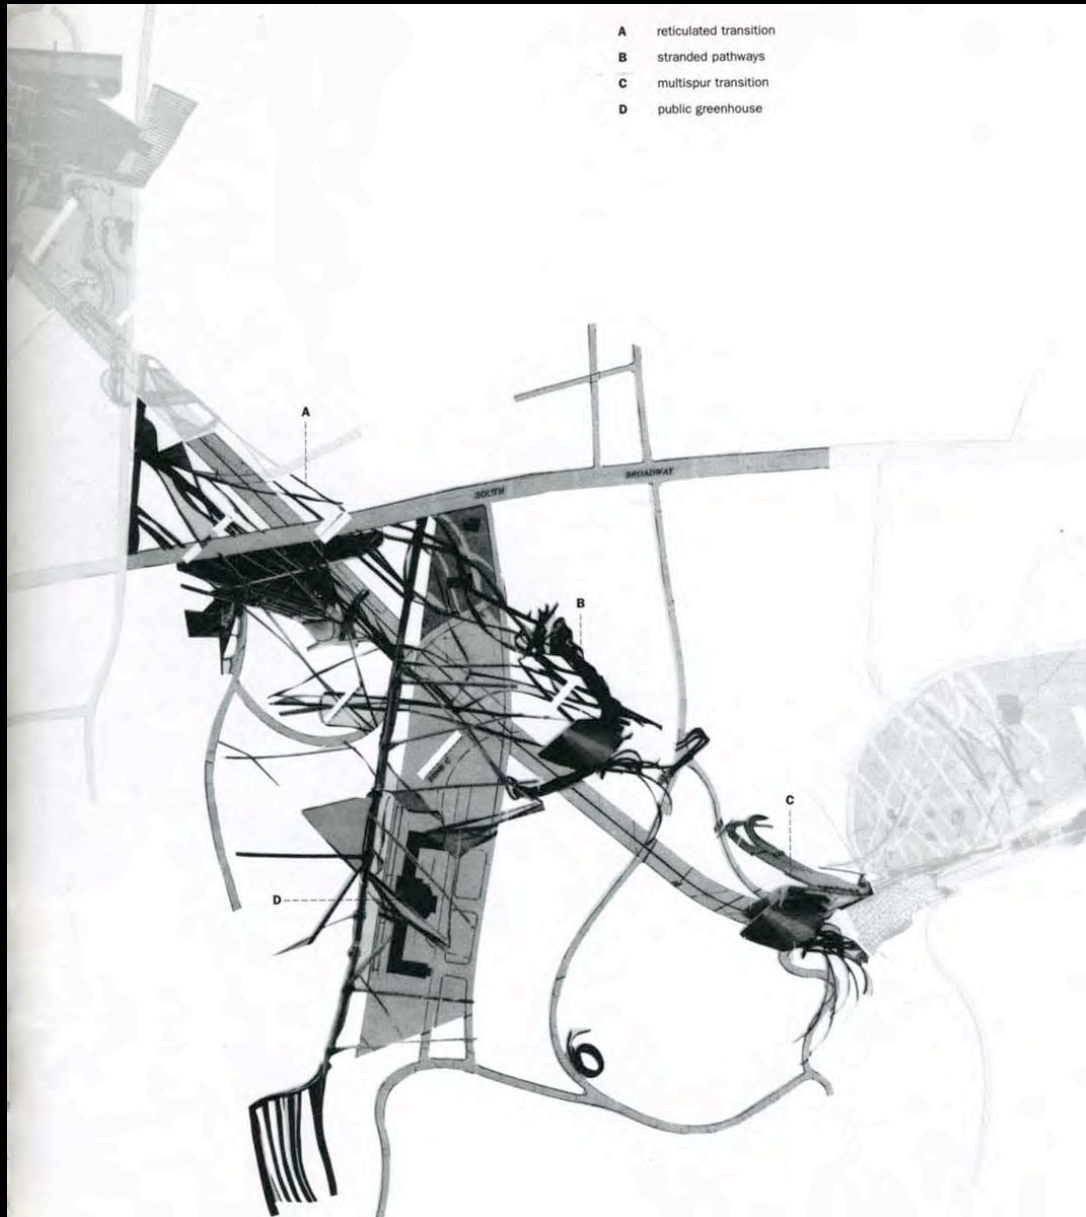 A reticulated transition
B stranded pathways
C multispur transition
D public greenhouse
A
SOUTH BROADWAY
B
C
D